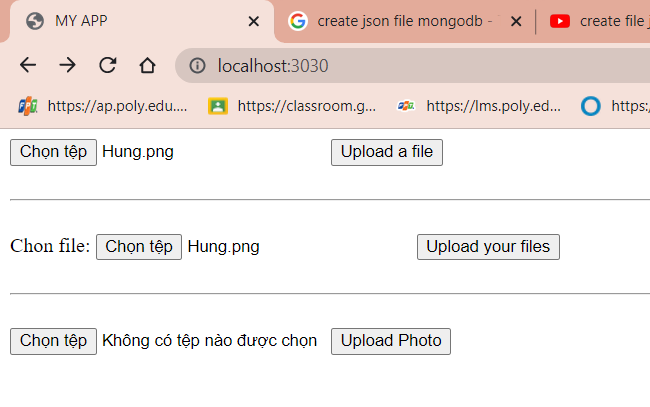 MY APP create json file mongodb - create file j
localhost:3030
FPT https://ap.poly.edu.... https://classroom.g... https://lms.poly.ed... https:
Chọn tệp Hung.png Upload a file
Chon file: Chọn tệp Hung.png Upload your files
Chọn tệp Không có tệp nào được chọn Upload Photo